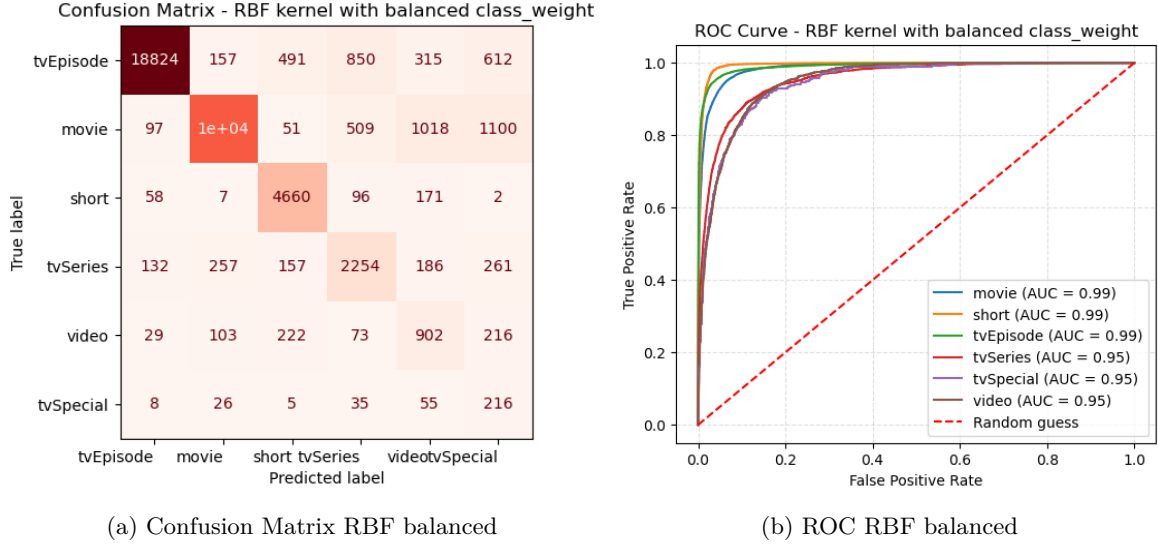 Confusion Matrix - RBF kernel with balanced class_weight
True label
tvEpisode 18824 157 491 850 315 612
movie 97 1e+04 51 509 1018 1100
short 58 7 4660 96 171 2
tvSeries 132 257 157 2254 186 261
video 29 103 222 73 902 216
tvSpecial 8 26 5 35 55 216
tvEpisode movie short tvSeries video tvSpecial
Predicted label
(a) Confusion Matrix RBF balanced
ROC Curve - RBF kernel with balanced class_weight
True Positive Rate
1.0
0.8
0.6
0.4
0.2
0.0
movie (AUC = 0.99)
short (AUC = 0.99)
tvEpisode (AUC = 0.99)
tvSeries (AUC = 0.95)
tvSpecial (AUC = 0.95)
video (AUC = 0.95)
Random guess
0.0 0.2 0.4 0.6 0.8 1.0
False Positive Rate
(b) ROC RBF balanced